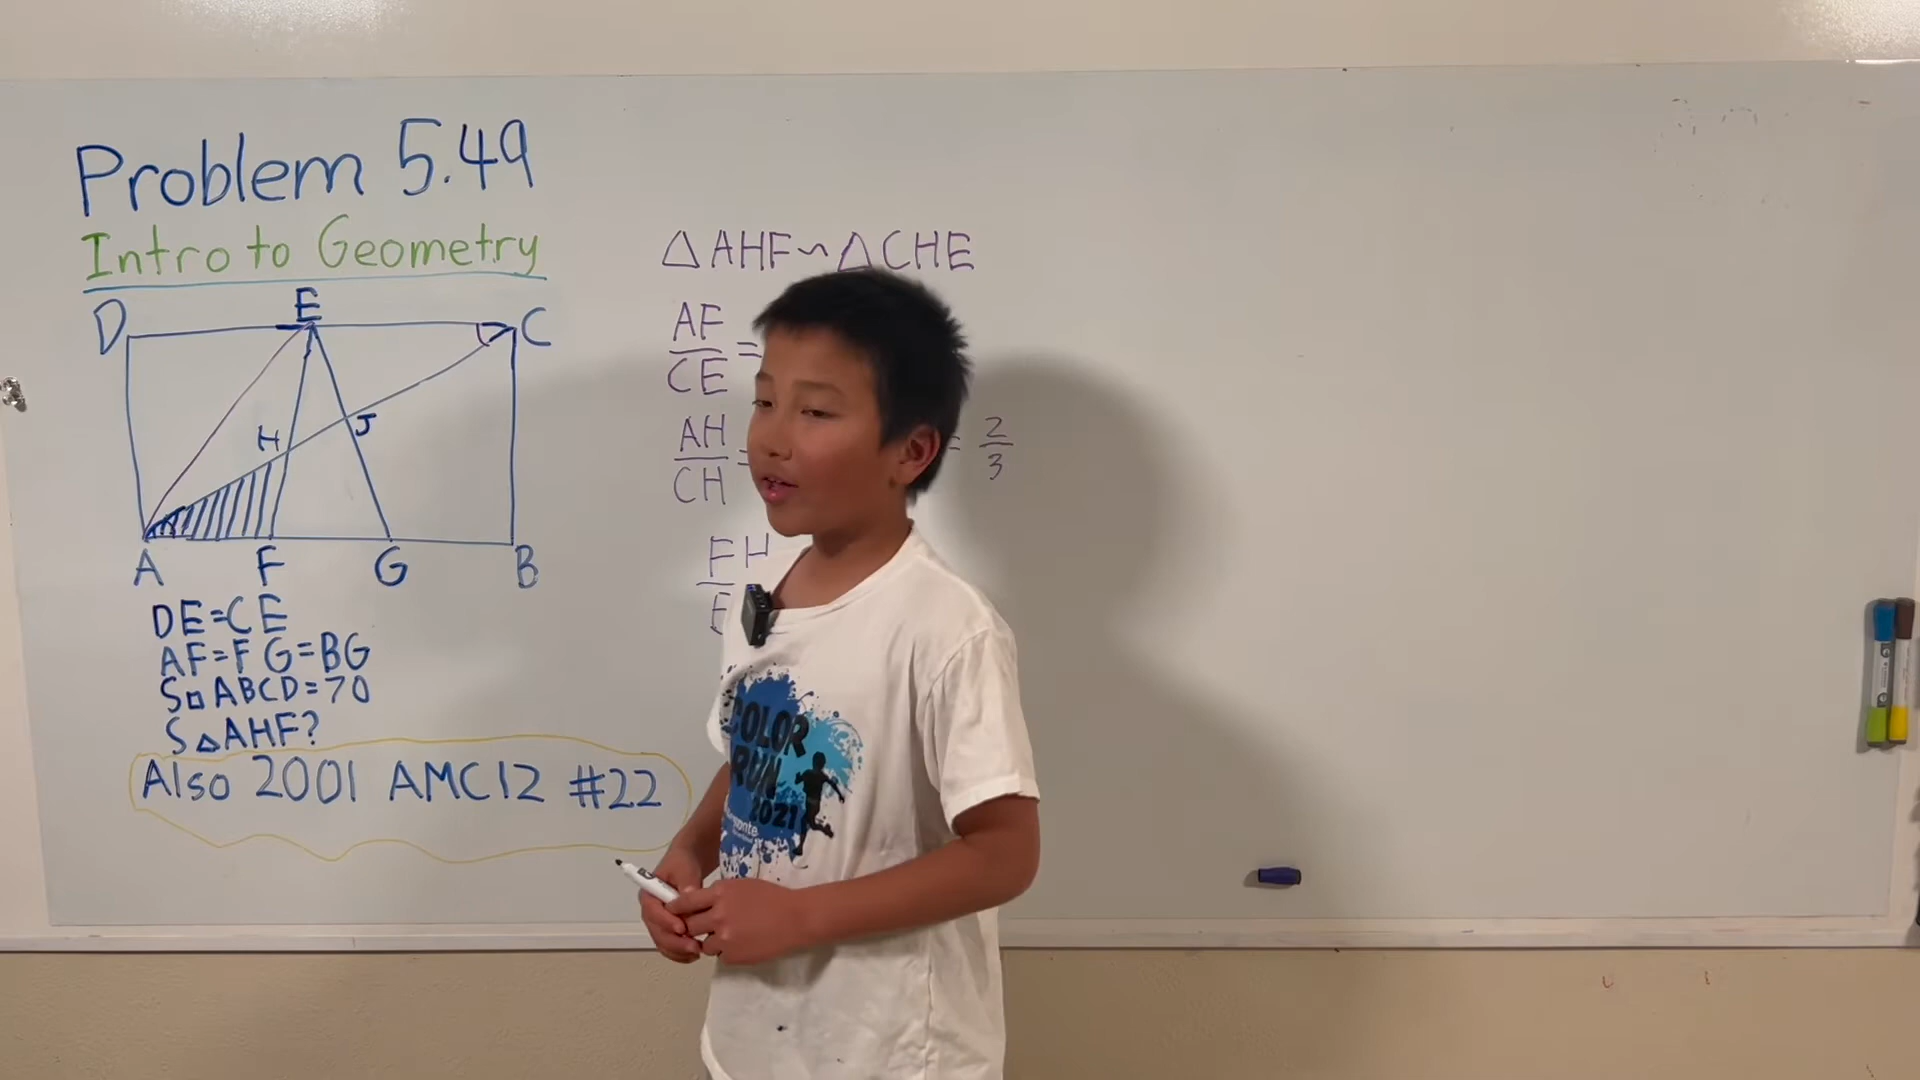 Problem 5.49
Intro to Geometry
D E C
H J
A F G B
DE=CE
AF=FG=BG
S□ABCD=70
S△AHF?
Also 2001 AMC12 #22
△AHF~△CHE
AF
CE =
AH
CH = = 2
3
FH
E
COLOR
RUN
2021